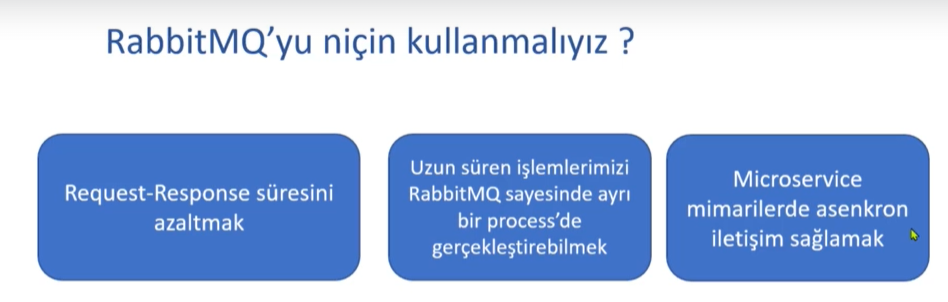 RabbitMQ’yu niçin kullanmalıyız ?
Request-Response süresini
azaltmak
Uzun süren işlemlerimizi
RabbitMQ sayesinde ayrı
bir process’de
gerçekleştirebilmek
Microservice
mimarilerde asenkron
iletişim sağlamak